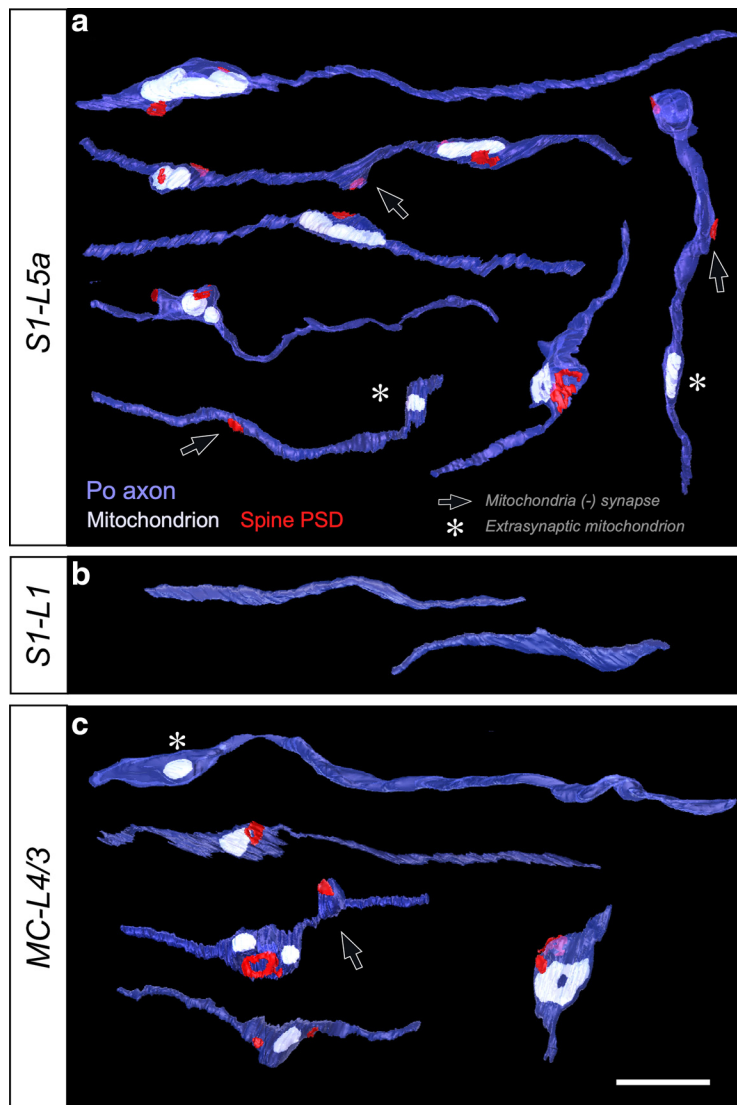 a
S1-L5a
*
*
Po axon
Mitochondrion Spine PSD
Mitochondria (-) synapse
* Extrasynaptic mitochondrion
b
S1-L1
c
*
MC-L4/3